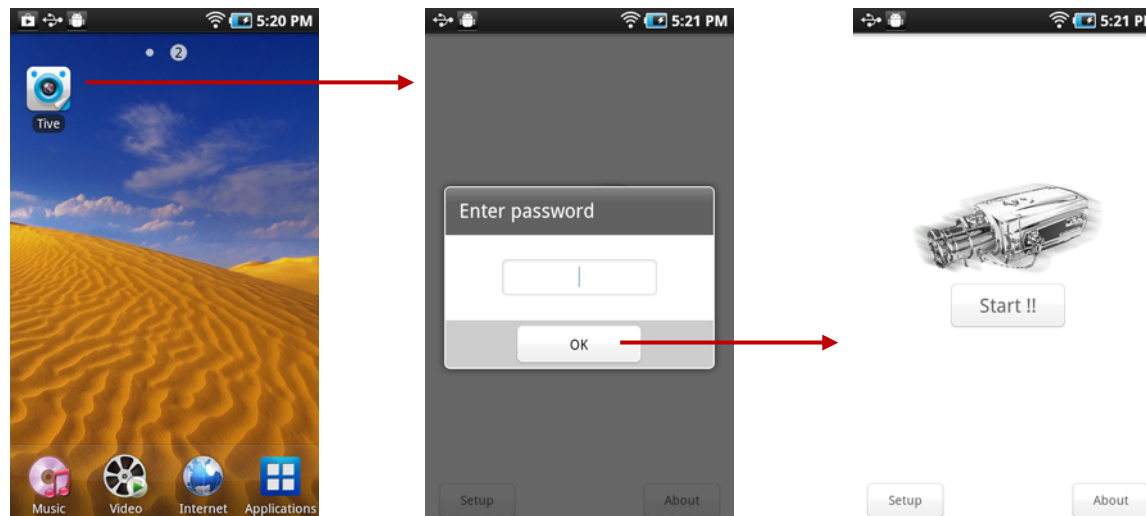 5:20 PM
2
Tive
Music Video Internet Applications
5:21 PM
Enter password
OK
Setup About
5:21 PM
Start !!
Setup About